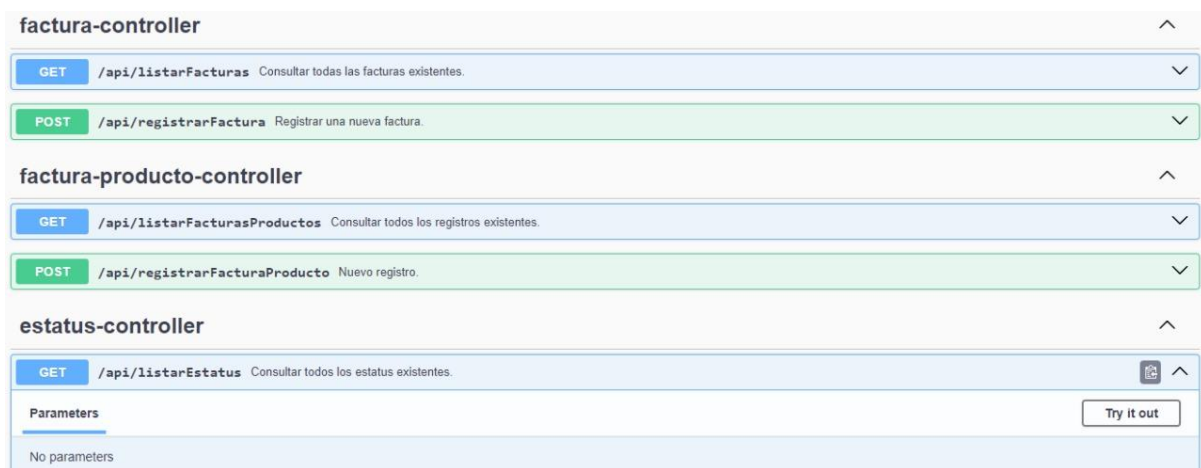 factura-controller
GET /api/listarFacturas Consultar todas las facturas existentes.
POST /api/registrarFactura Registrar una nueva factura.
factura-producto-controller
GET /api/listarFacturasProductos Consultar todos los registros existentes.
POST /api/registrarFacturaProducto Nuevo registro.
estatus-controller
GET /api/listarEstatus Consultar todos los estatus existentes.
Parameters Try it out
No parameters